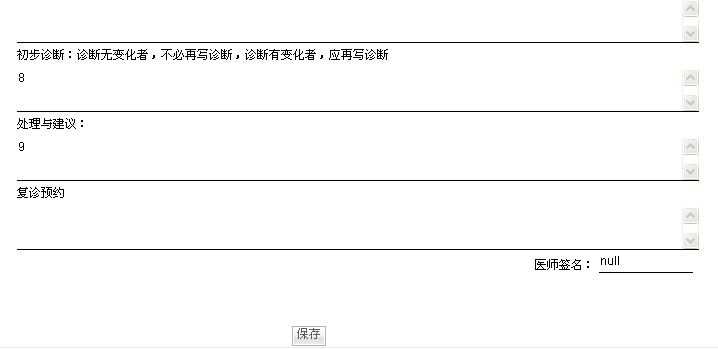 初步诊断：诊断无变化者，不必再写诊断，诊断有变化者，应再写诊断
8
处理与建议：
9
复诊预约
医师签名： null
保存